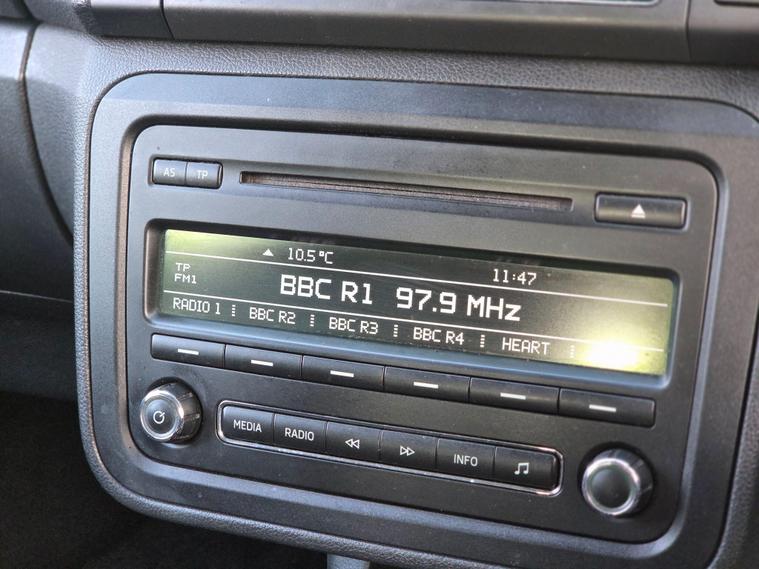 AS TP
10.5°C 11:47
TP
FM1
BBC R1 97.9 MHz
RADIO 1 BBC R2 BBC R3 BBC R4 HEART
MEDIA RADIO INFO